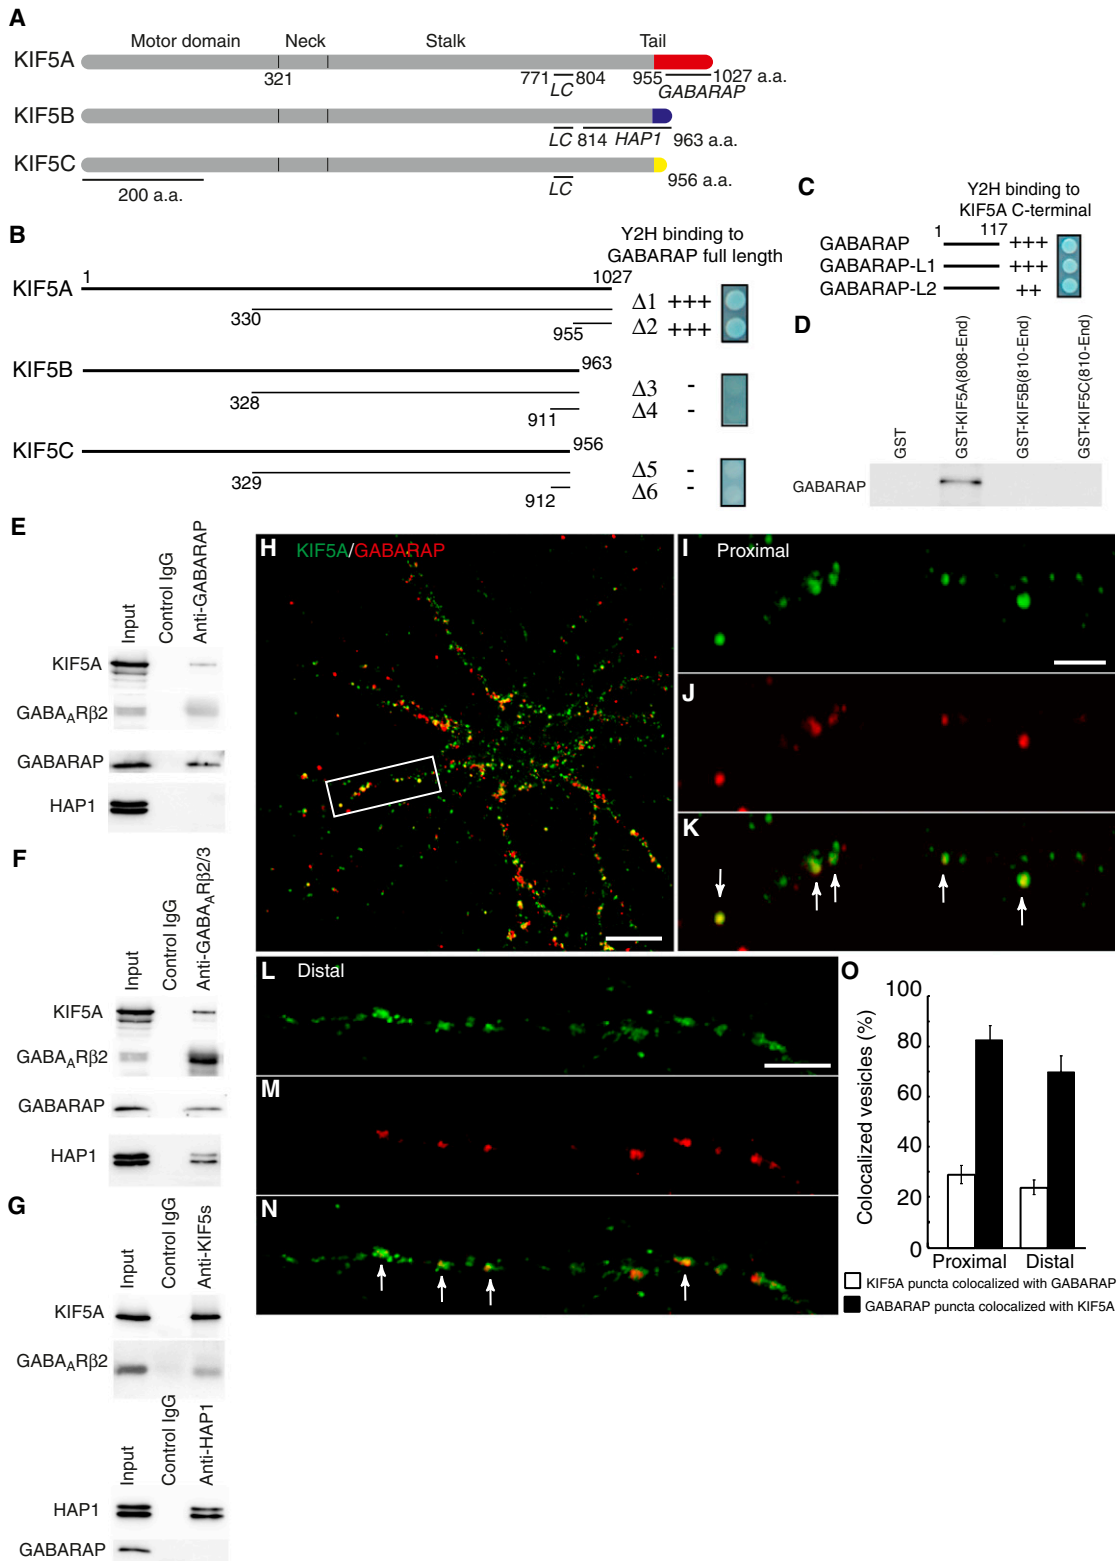 A
Motor domain Neck Stalk Tail
KIF5A
321 771 804 955 1027 a.a.
LC GABARAP
KIF5B
LC 814 HAP1 963 a.a.
KIF5C
LC 956 a.a.
200 a.a.
B
Y2H binding to
GABARAP full length
1 1027
KIF5A
330 Δ1 +++
955 Δ2 +++
KIF5B 963
328 Δ3 -
911 Δ4 -
KIF5C 956
329 Δ5 -
912 Δ6 -
C
Y2H binding to
KIF5A C-terminal
1 117
GABARAP +++
GABARAP-L1 +++
GABARAP-L2 ++
D
GST
GST-KIF5A(808-End)
GST-KIF5B(810-End)
GST-KIF5C(810-End)
GABARAP
E
Input
Control IgG
Anti-GABARAP
KIF5A
GABAARβ2
GABARAP
HAP1
F
Input
Control IgG
Anti-GABAARβ2/3
KIF5A
GABAARβ2
GABARAP
HAP1
G
Input
Control IgG
Anti-KIF5s
KIF5A
GABAARβ2
Input
Control IgG
Anti-HAP1
HAP1
GABARAP
H KIF5A/GABARAP
I Proximal
J
K
L Distal
M
N
O
Colocalized vesicles (%)
100
80
60
40
20
0
Proximal Distal
KIF5A puncta colocalized with GABARAP
GABARAP puncta colocalized with KIF5A